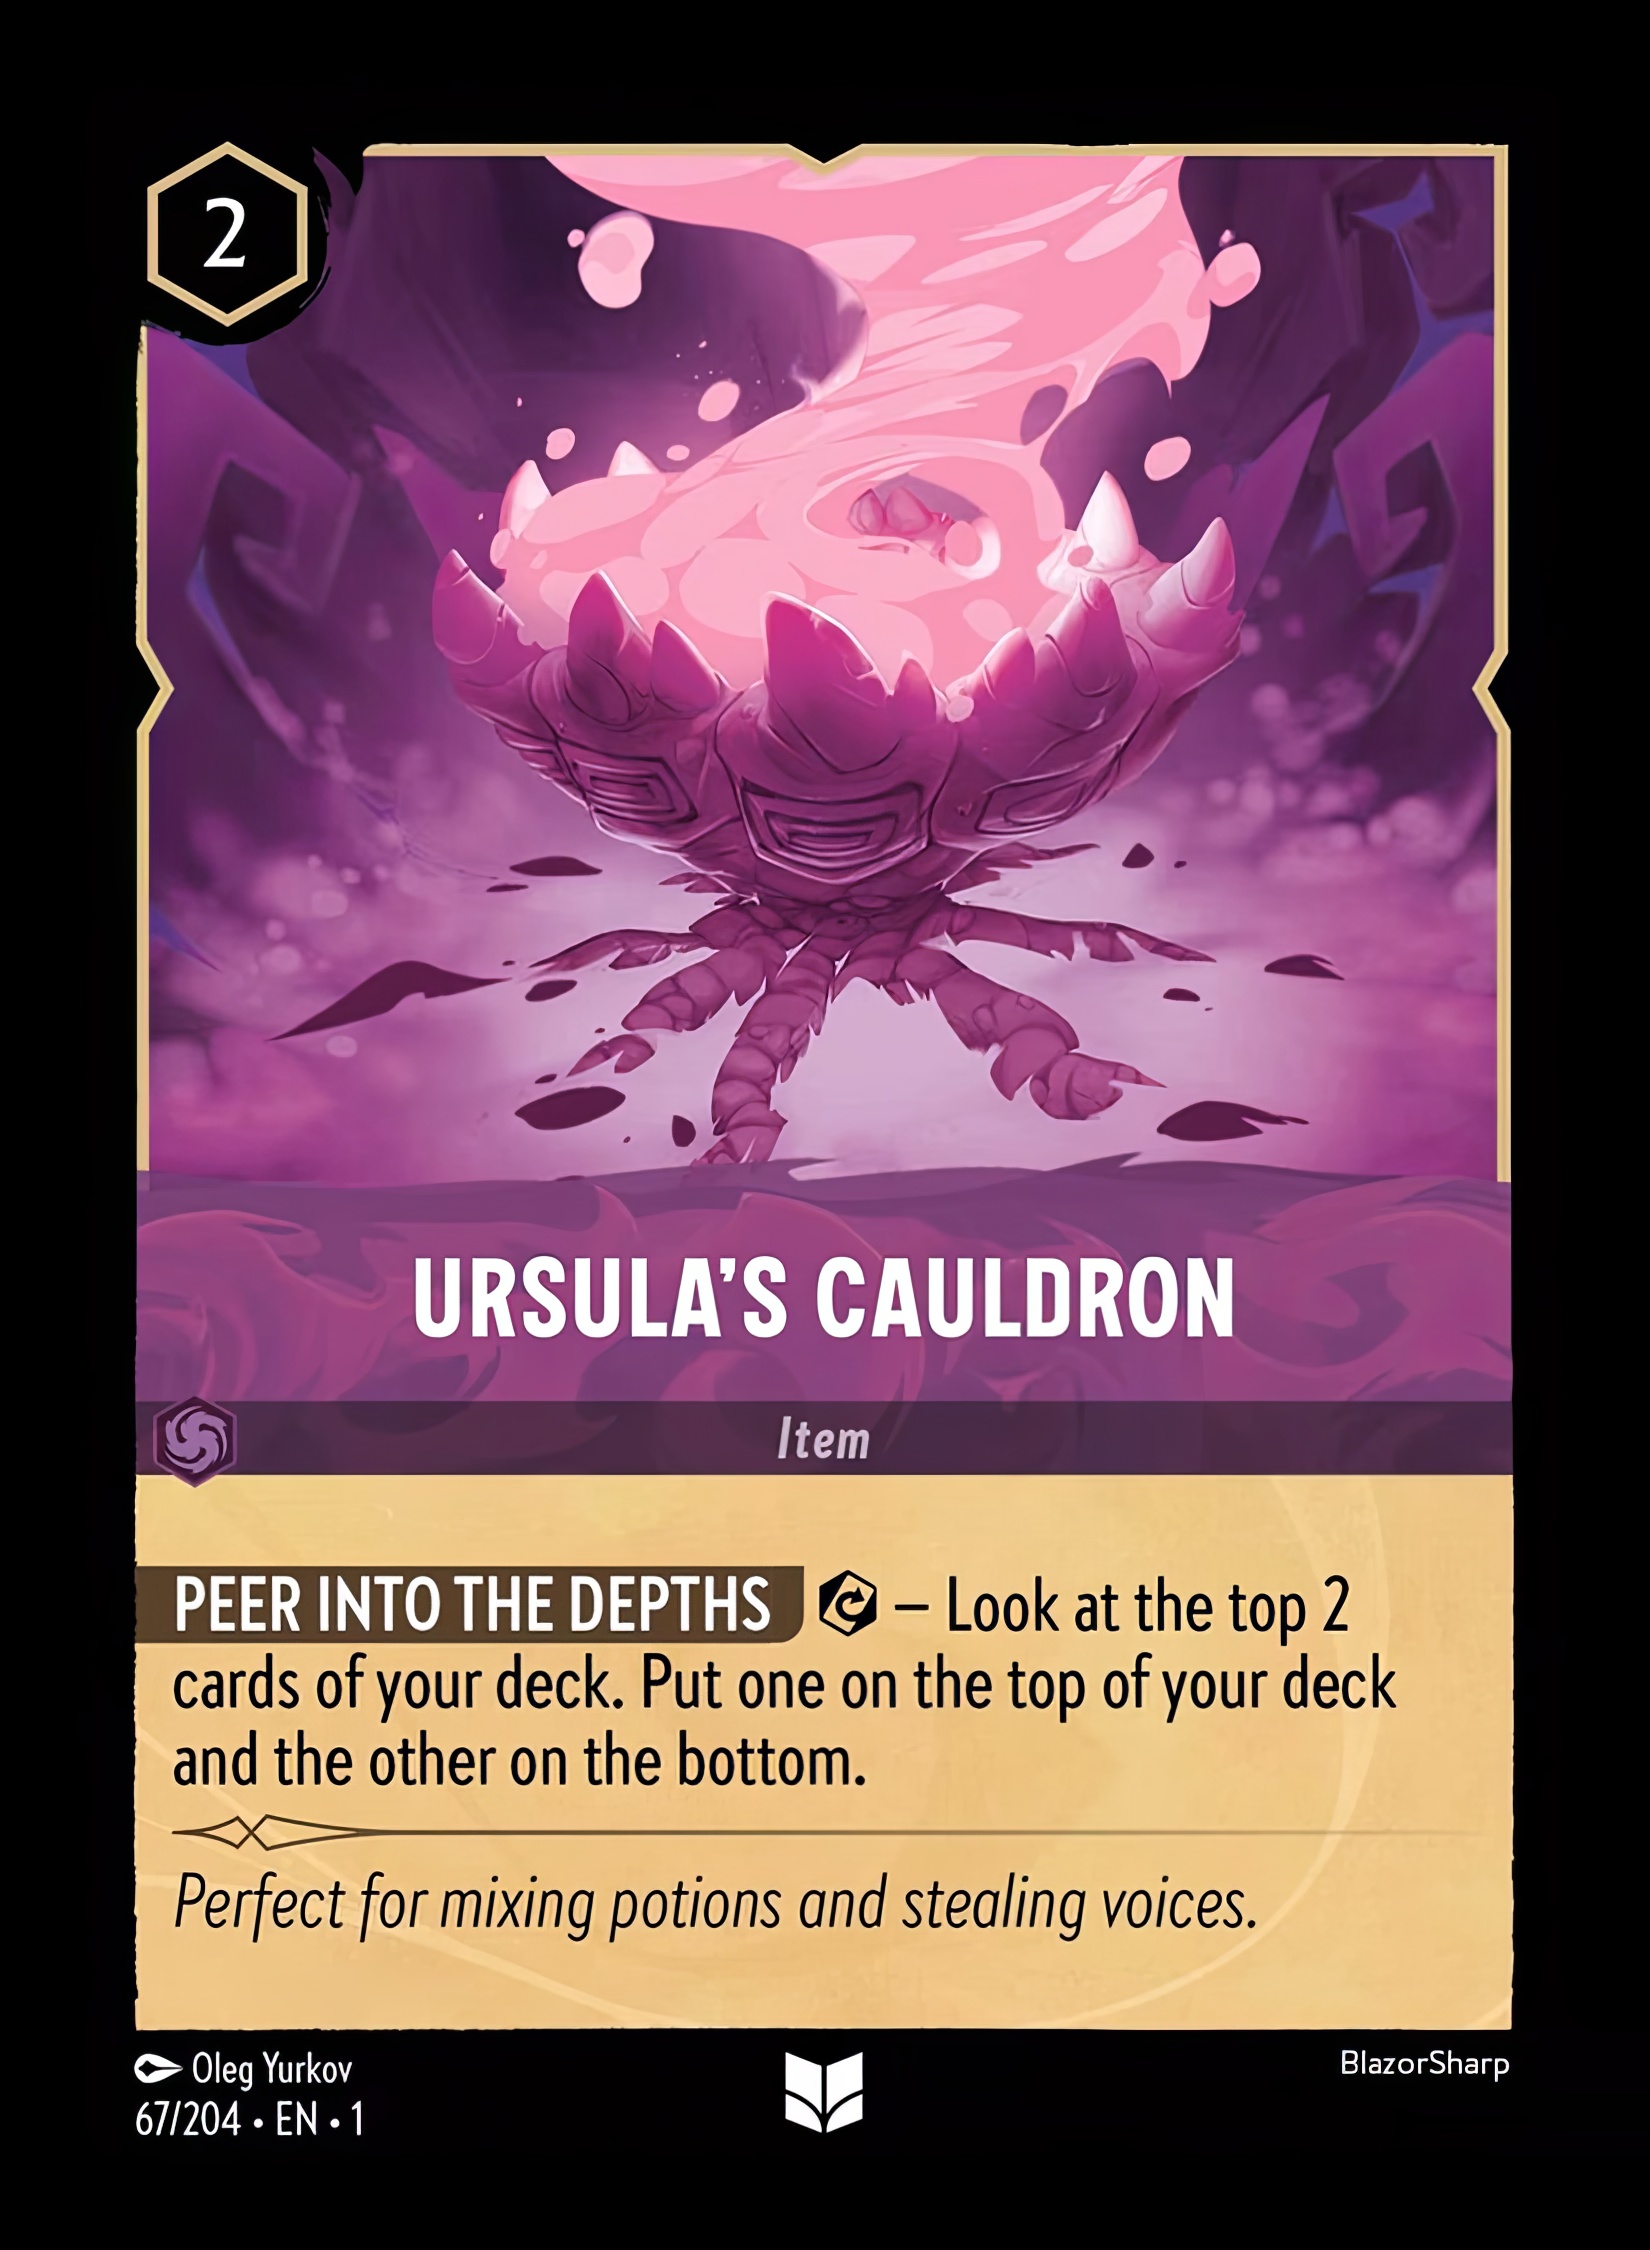 2
URSULA'S CAULDRON
Item
PEER INTO THE DEPTHS — Look at the top 2
cards of your deck. Put one on the top of your deck
and the other on the bottom.
Perfect for mixing potions and stealing voices.
Oleg Yurkov
BlazorSharp
67/204 • EN • 1